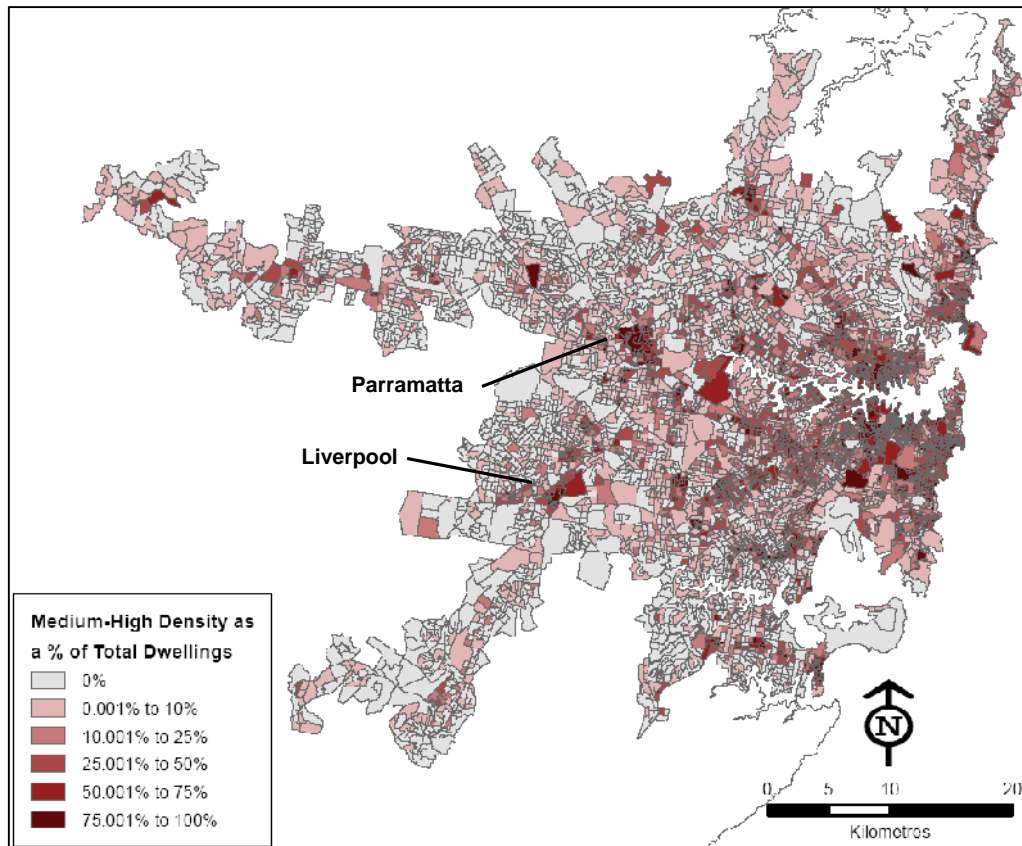 Parramatta
Liverpool
Medium-High Density as
a % of Total Dwellings
0%
0.001% to 10%
10.001% to 25%
25.001% to 50%
50.001% to 75%
75.001% to 100%
N
0 5 10 20
Kilometres